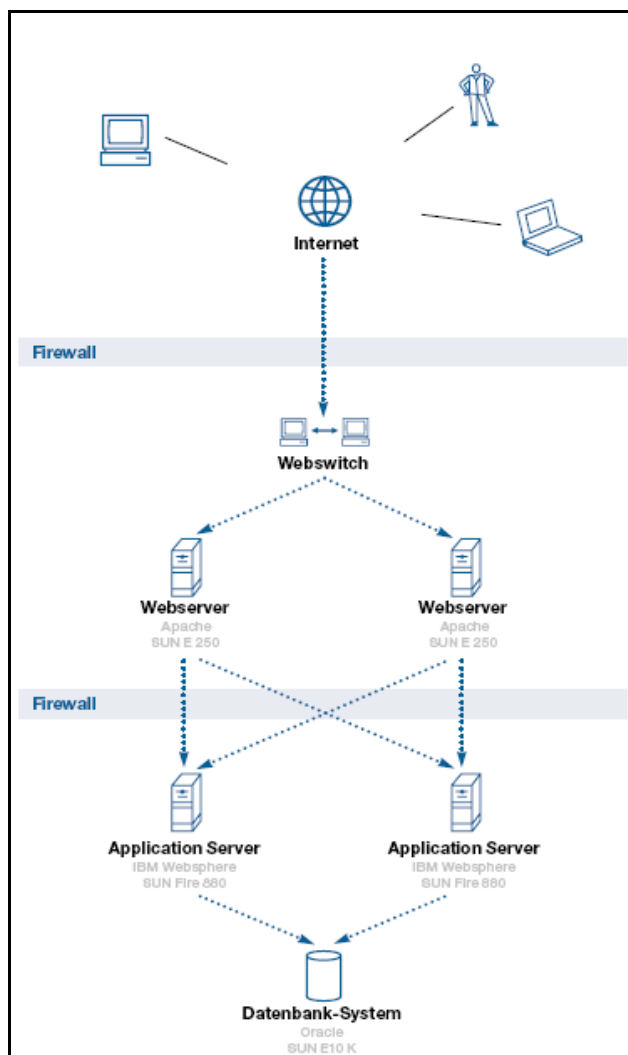 Internet
Firewall
Webswitch
Webserver
Apache
SUN E 250
Webserver
Apache
SUN E 250
Firewall
Application Server
IBM Websphere
SUN Fire 880
Application Server
IBM Websphere
SUN Fire 880
Datenbank-System
Oracle
SUN E10 K